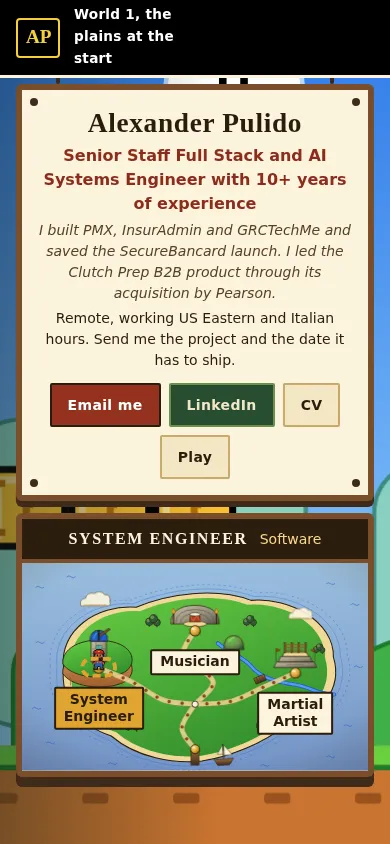 AP
World 1, the
plains at the
start
Alexander Pulido
Senior Staff Full Stack and AI
Systems Engineer with 10+ years
of experience
I built PMX, InsurAdmin and GRCTechMe and
saved the SecureBancard launch. I led the
Clutch Prep B2B product through its
acquisition by Pearson.
Remote, working US Eastern and Italian
hours. Send me the project and the date it
has to ship.
Email me
LinkedIn
CV
Play
SYSTEM ENGINEER Software
Musician
System
Engineer
Martial
Artist